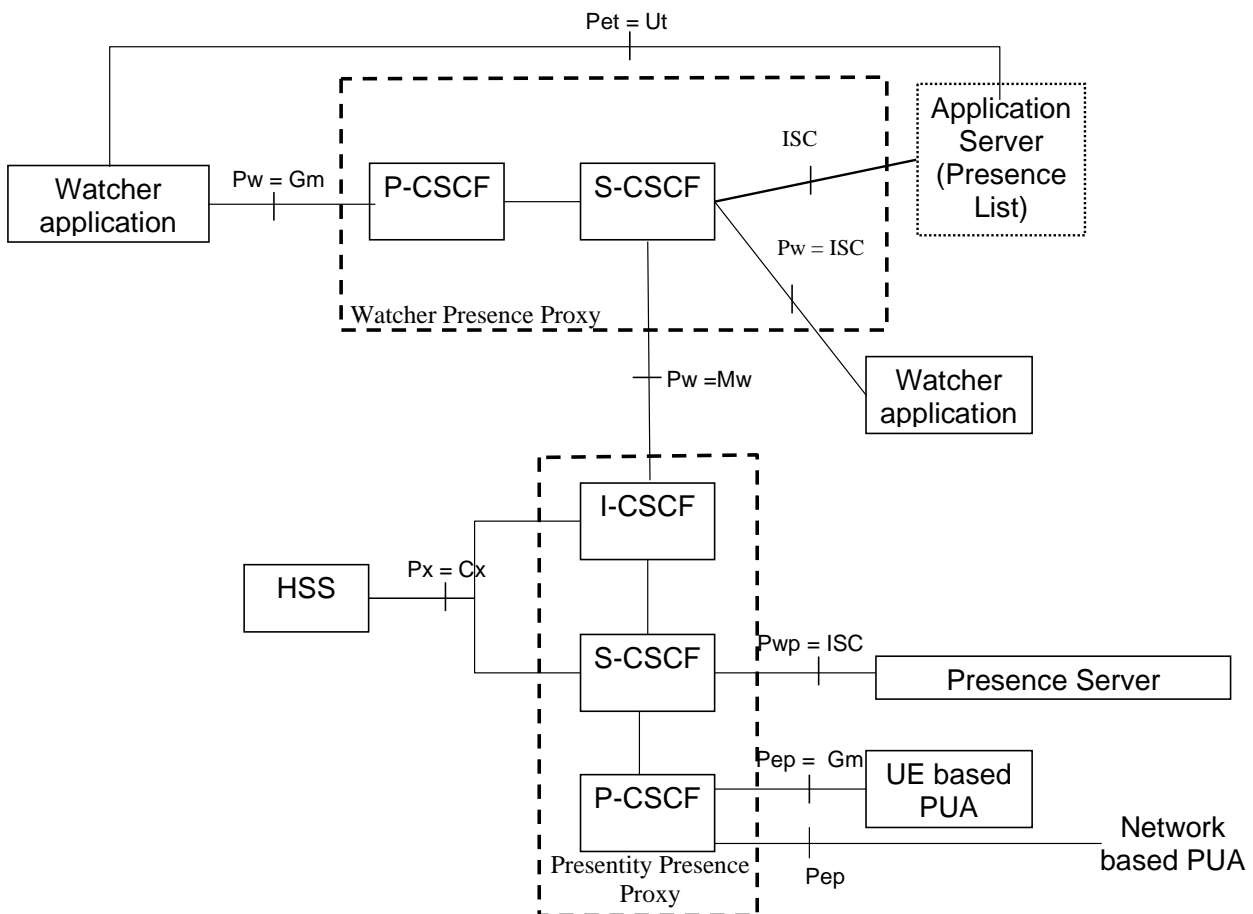 Pet = Ut
Application
Server
(Presence
List)
ISC
Watcher
application
Pw = Gm
P-CSCF
S-CSCF
Pw = ISC
Watcher Presence Proxy
Pw =Mw
Watcher
application
I-CSCF
HSS
Px = Cx
S-CSCF
Pwp = ISC
Presence Server
P-CSCF
Pep =  Gm
UE based
PUA
Network
based PUA
Pep
Presentity Presence
Proxy